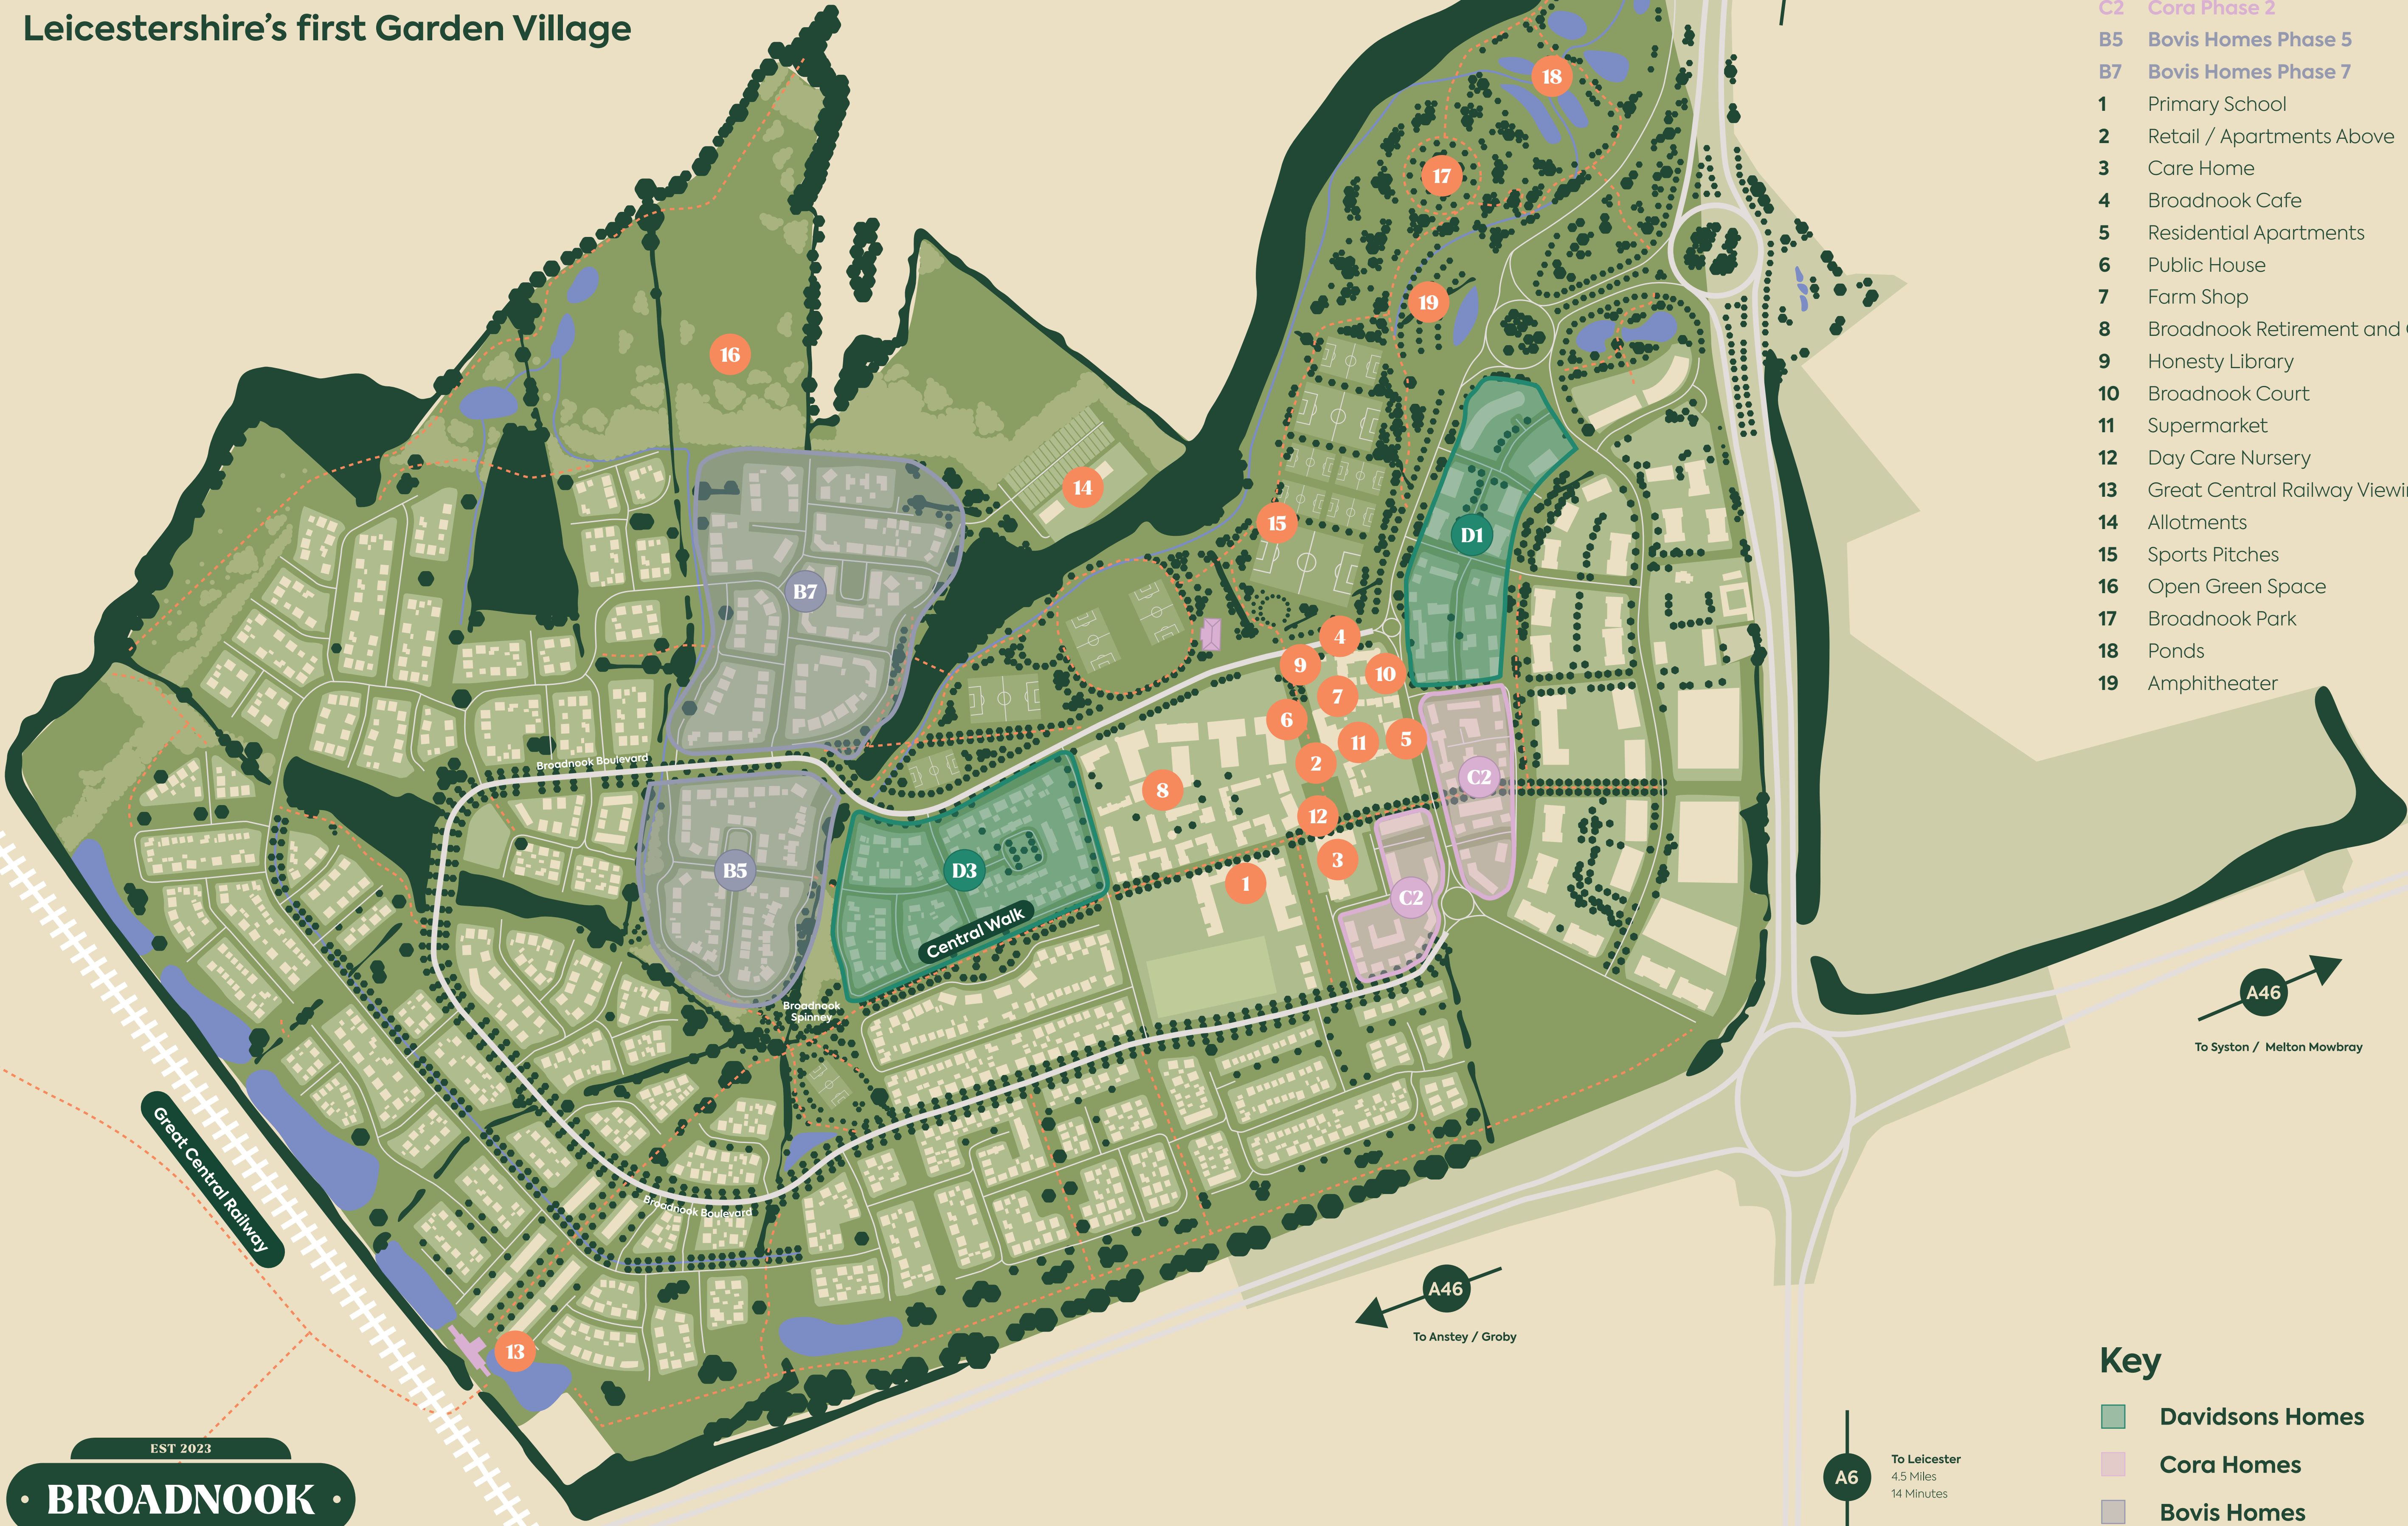 Leicestershire's first Garden Village
C2 Cora Phase 2
B5 Bovis Homes Phase 5
B7 Bovis Homes Phase 7
1 Primary School
2 Retail / Apartments Above
3 Care Home
4 Broadnook Cafe
5 Residential Apartments
6 Public House
7 Farm Shop
8 Broadnook Retirement and
9 Honesty Library
10 Broadnook Court
11 Supermarket
12 Day Care Nursery
13 Great Central Railway
14 Allotments
15 Sports Pitches
16 Open Green Space
17 Broadnook Park
18 Ponds
19 Amphitheater
18
17
19
16
14
15
D1
B7
4
9
10
7
6
5
11
2
C2
8
12
3
1
C2
B5
D3
13
Broadnook Boulevard
Central Walk
Broadnook
Spinney
Broadnook Boulevard
Great Central Railway
A46
To Syston / Melton Mowbray
A46
To Anstey / Groby
A6
To Leicester
4.5 Miles
14 Minutes
Key
Davidsons Homes
Cora Homes
Bovis Homes
EST 2023
BROADNOOK